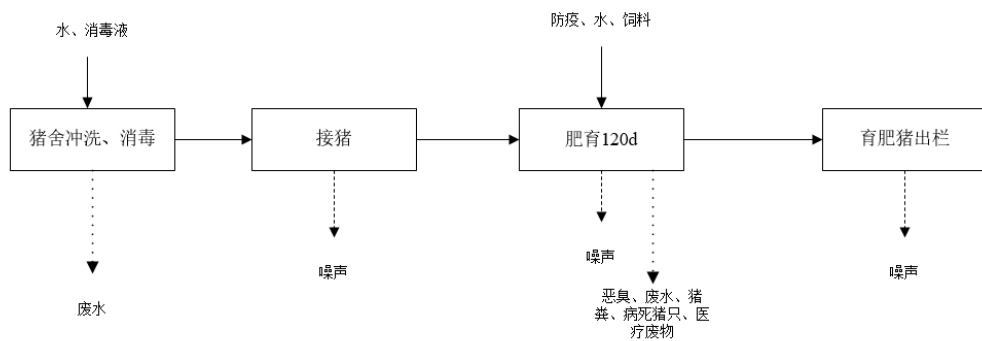 水、消毒液
防疫、水、饲料
猪舍冲洗、消毒
接猪
肥育120d
育肥猪出栏
废水
噪声
噪声
恶臭、废水、猪
粪、病死猪只、医
疗废物
噪声